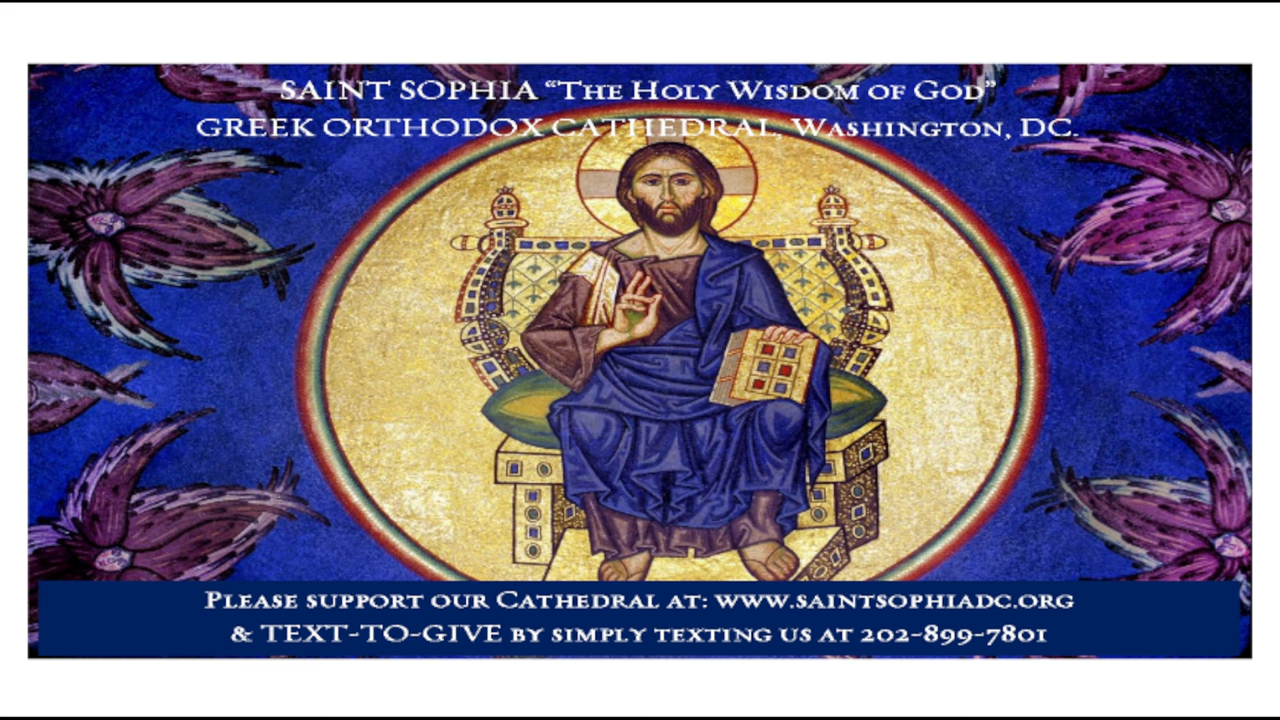 SAINT SOPHIA “THE HOLY WISDOM OF GOD”
GREEK ORTHODOX CATHEDRAL, WASHINGTON, DC.
PLEASE SUPPORT OUR CATHEDRAL AT: WWW.SAINTSOPHIADC.ORG
& TEXT-TO-GIVE BY SIMPLY TEXTING US AT 202-899-7801